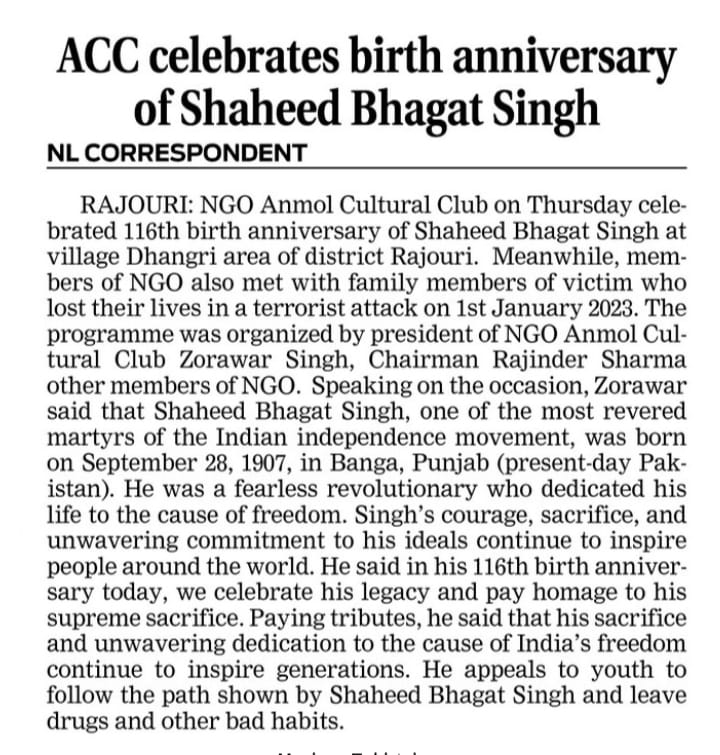 ACC celebrates birth anniversary
of Shaheed Bhagat Singh
NL CORRESPONDENT
RAJOURI: NGO Anmol Cultural Club on Thursday cele-
brated 116th birth anniversary of Shaheed Bhagat Singh at
village Dhangri area of district Rajouri. Meanwhile, mem-
bers of NGO also met with family members of victim who
lost their lives in a terrorist attack on 1st January 2023. The
programme was organized by president of NGO Anmol Cul-
tural Club Zorawar Singh, Chairman Rajinder Sharma
other members of NGO. Speaking on the occasion, Zorawar
said that Shaheed Bhagat Singh, one of the most revered
martyrs of the Indian independence movement, was born
on September 28, 1907, in Banga, Punjab (present-day Pak-
istan). He was a fearless revolutionary who dedicated his
life to the cause of freedom. Singh's courage, sacrifice, and
unwavering commitment to his ideals continue to inspire
people around the world. He said in his 116th birth anniver-
sary today, we celebrate his legacy and pay homage to his
supreme sacrifice. Paying tributes, he said that his sacrifice
and unwavering dedication to the cause of India's freedom
continue to inspire generations. He appeals to youth to
follow the path shown by Shaheed Bhagat Singh and leave
drugs and other bad habits.